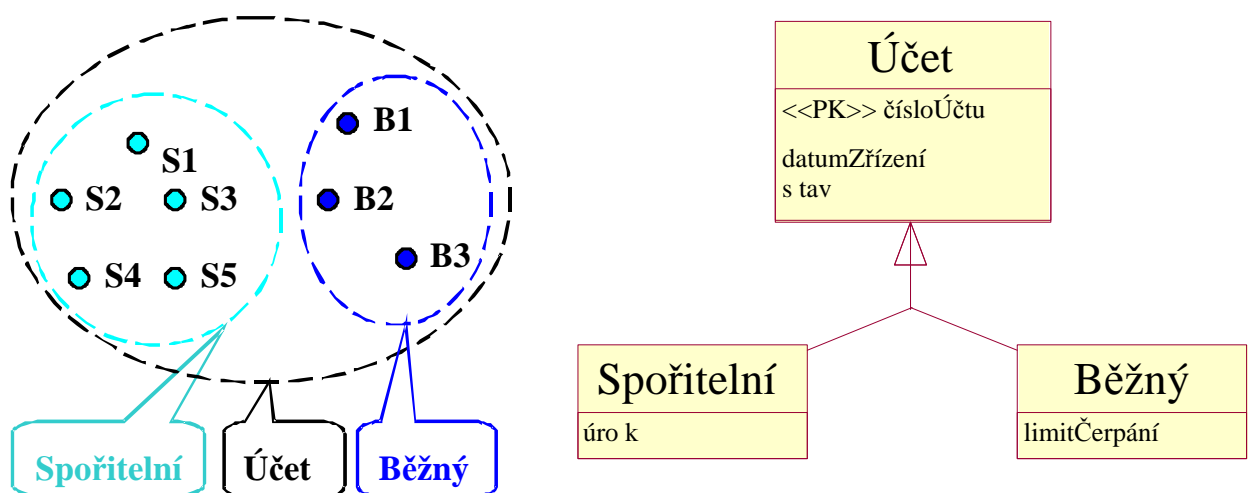 B1
S1
S2
S3
B2
B3
S4
S5
Spořitelní
Účet
Běžný
Účet
<<PK>> čísloÚčtu
datumZřízení
s tav
Spořitelní
úro k
Běžný
limitČerpání